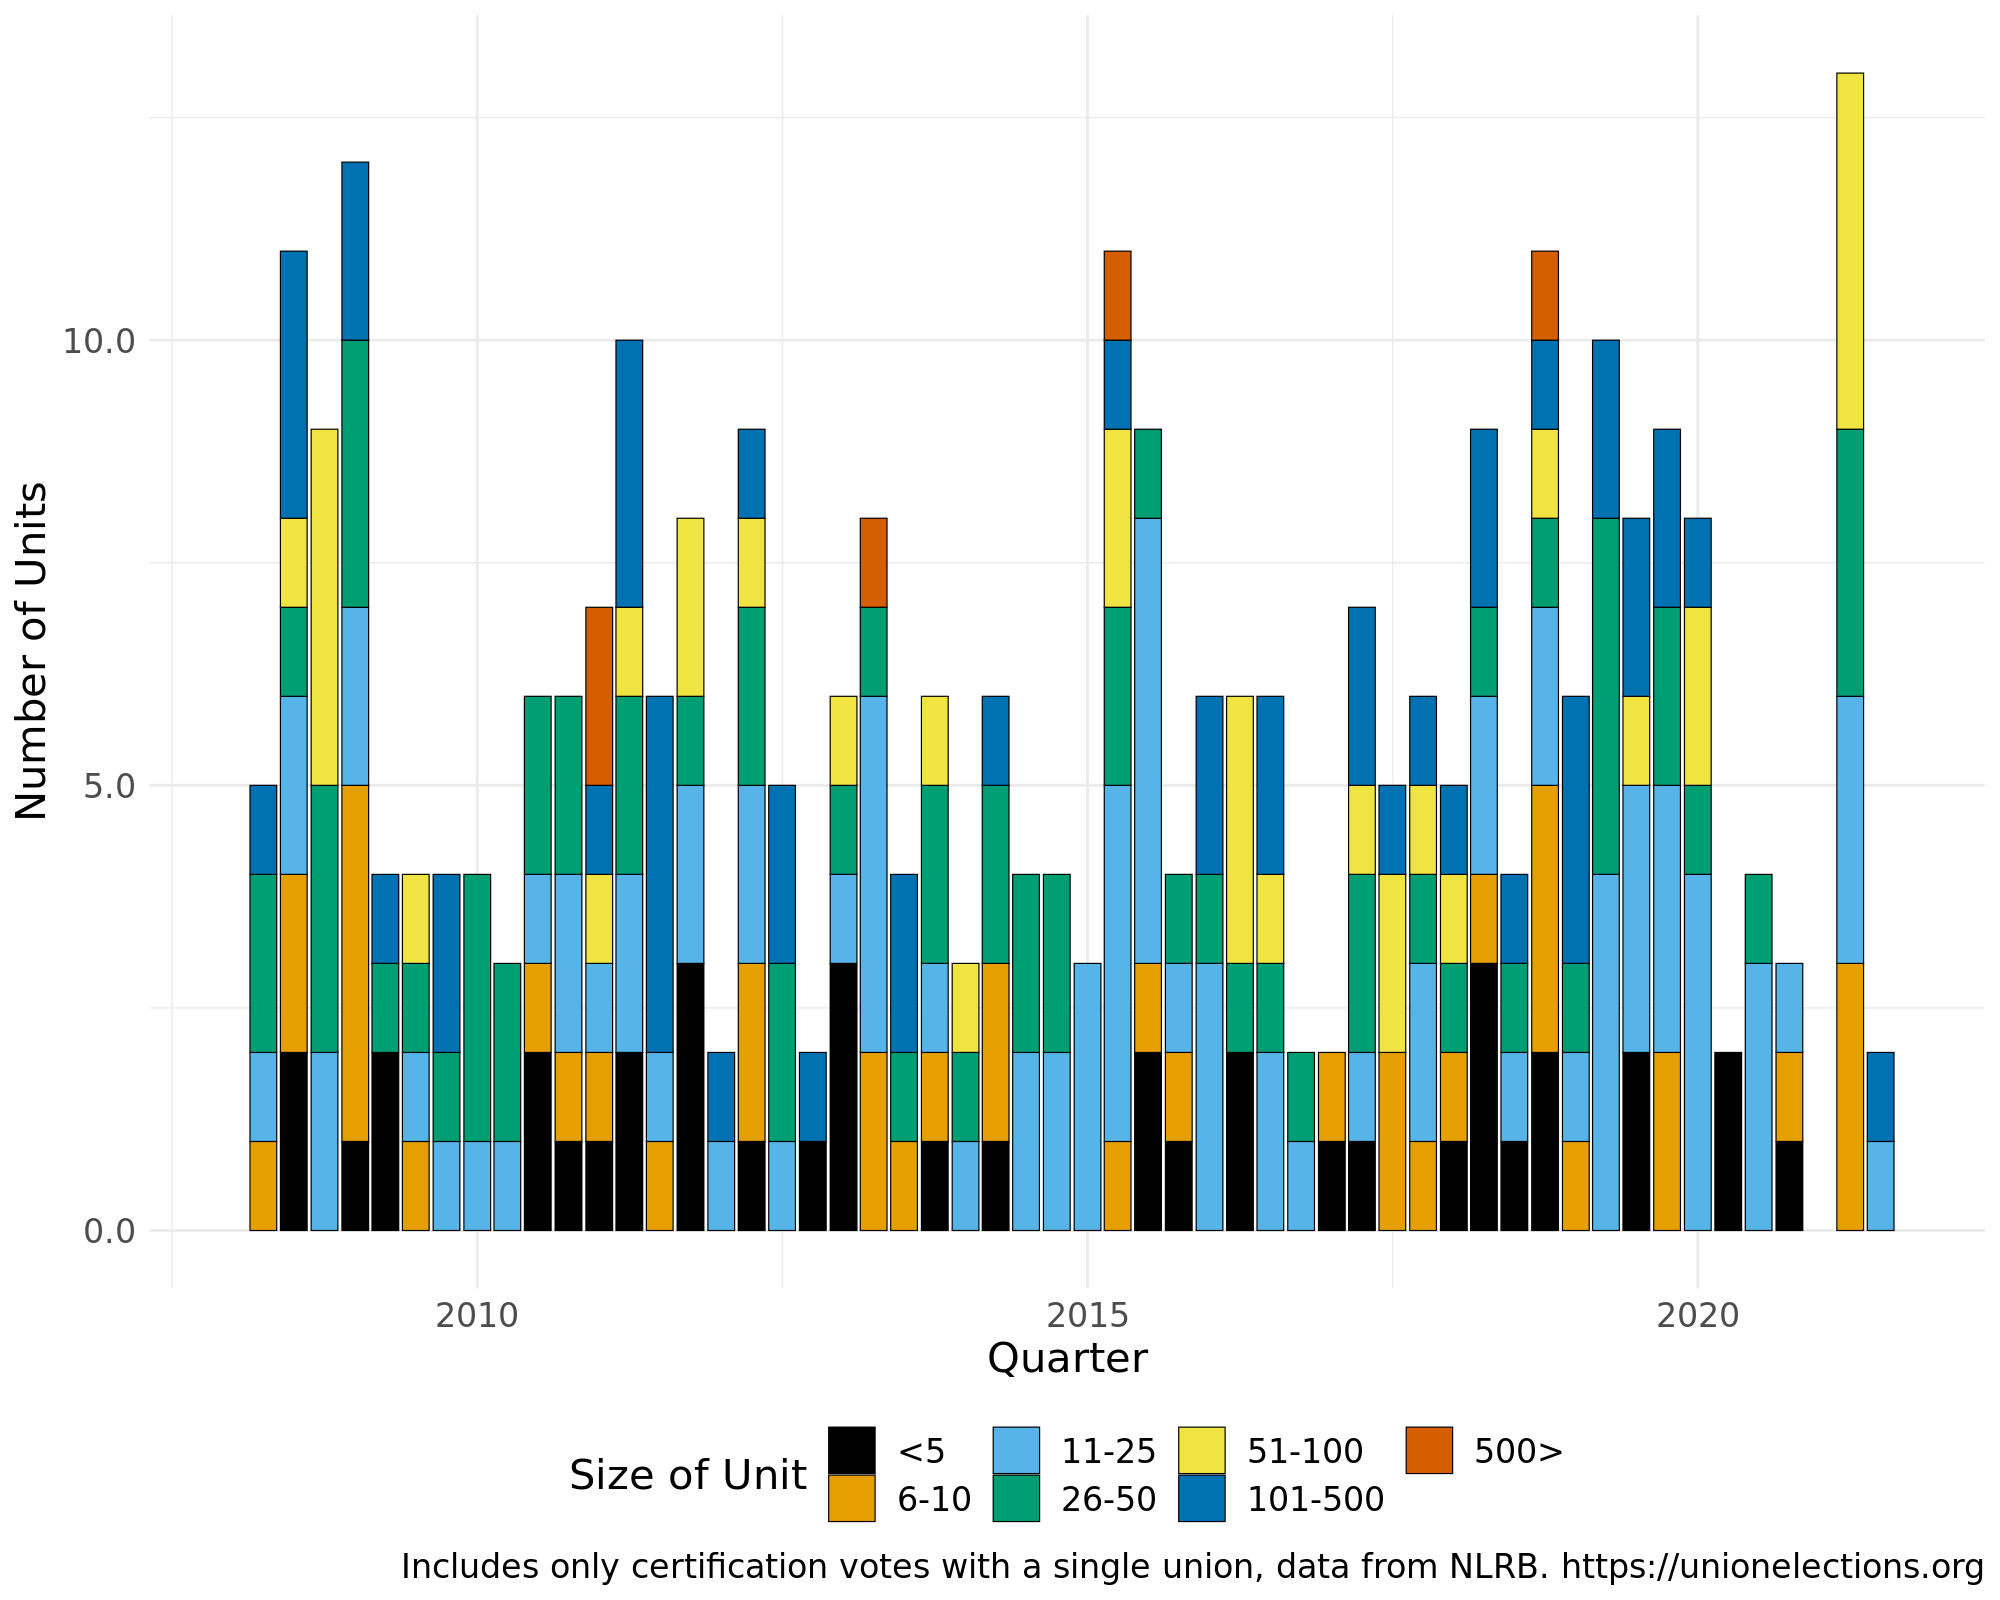 10.0
5.0
0.0
Number of Units
2010 2015 2020
Quarter
Size of Unit
<5 11-25 51-100 500>
6-10 26-50 101-500
Includes only certification votes with a single union, data from NLRB. https://unionelections.org